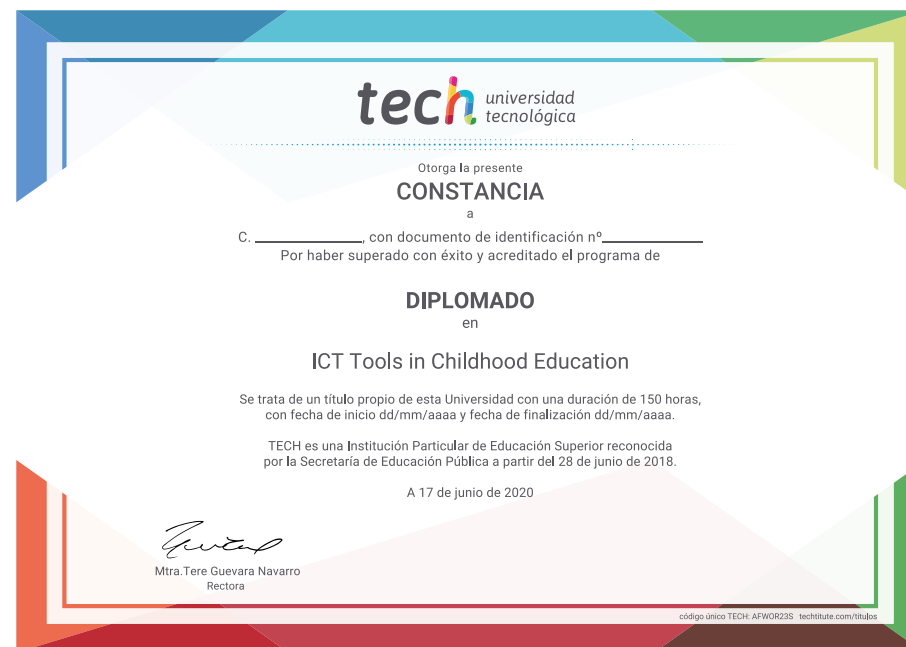 tech universidad
tecnológica
Otorga la presente
CONSTANCIA
a
C. ______________, con documento de identificación nº______________
Por haber superado con éxito y acreditado el programa de
DIPLOMADO
en
ICT Tools in Childhood Education
Se trata de un título propio de esta Universidad con una duración de 150 horas,
con fecha de inicio dd/mm/aaaa y fecha de finalización dd/mm/aaaa.
TECH es una Institución Particular de Educación Superior reconocida
por la Secretaría de Educación Pública a partir del 28 de junio de 2018.
A 17 de junio de 2020
Mtra.Tere Guevara Navarro
Rectora
código único TECH: AFWOR23S techtitute.com/titulos